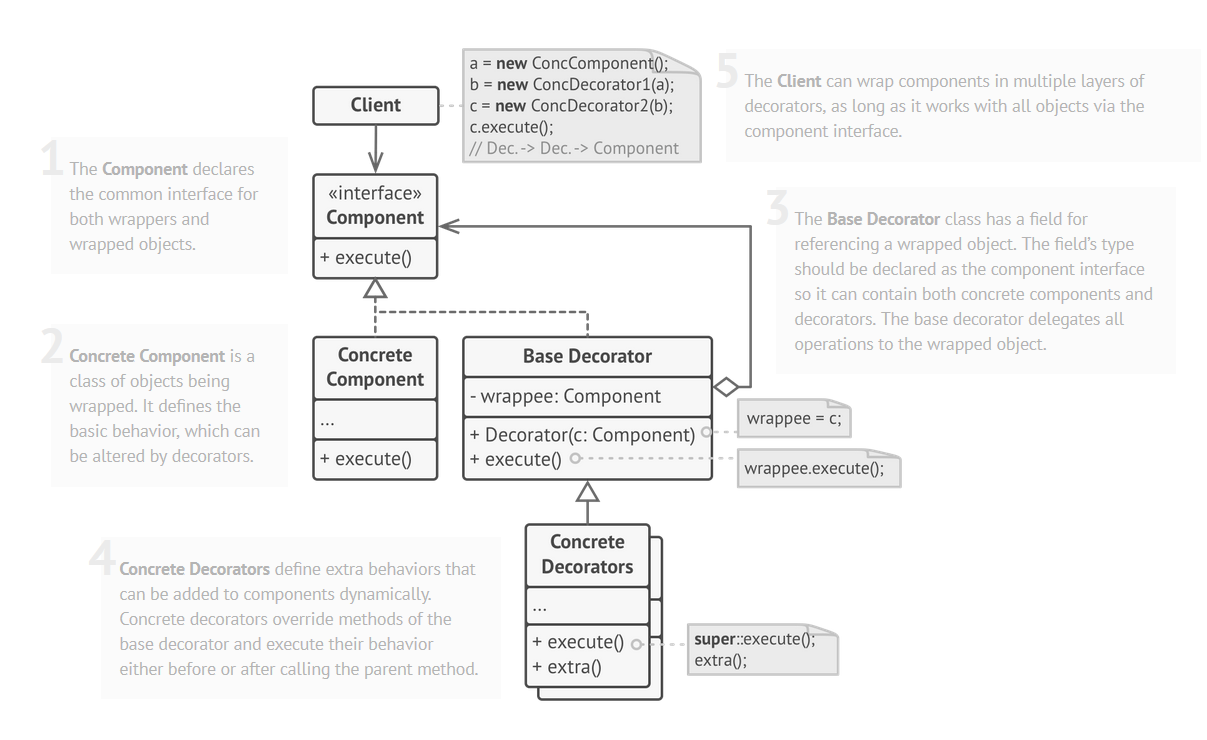 Client
a = new ConcComponent();
b = new ConcDecorator1(a);
c = new ConcDecorator2(b);
c.execute();
// Dec. -> Dec. -> Component
5
The Client can wrap components in multiple layers of
decorators, as long as it works with all objects via the
component interface.
1
The Component declares
the common interface for
both wrappers and
wrapped objects.
«interface»
Component
+ execute()
3
The Base Decorator class has a field for
referencing a wrapped object. The field's type
should be declared as the component interface
so it can contain both concrete components and
decorators. The base decorator delegates all
operations to the wrapped object.
2
Concrete Component is a
class of objects being
wrapped. It defines the
basic behavior, which can
be altered by decorators.
Concrete
Component
...
+ execute()
Base Decorator
- wrappee: Component
+ Decorator(c: Component)
+ execute()
wrappee = c;
wrappee.execute();
4
Concrete Decorators define extra behaviors that
can be added to components dynamically.
Concrete decorators override methods of the
base decorator and execute their behavior
either before or after calling the parent method.
Concrete
Decorators
...
+ execute()
+ extra()
super::execute();
extra();